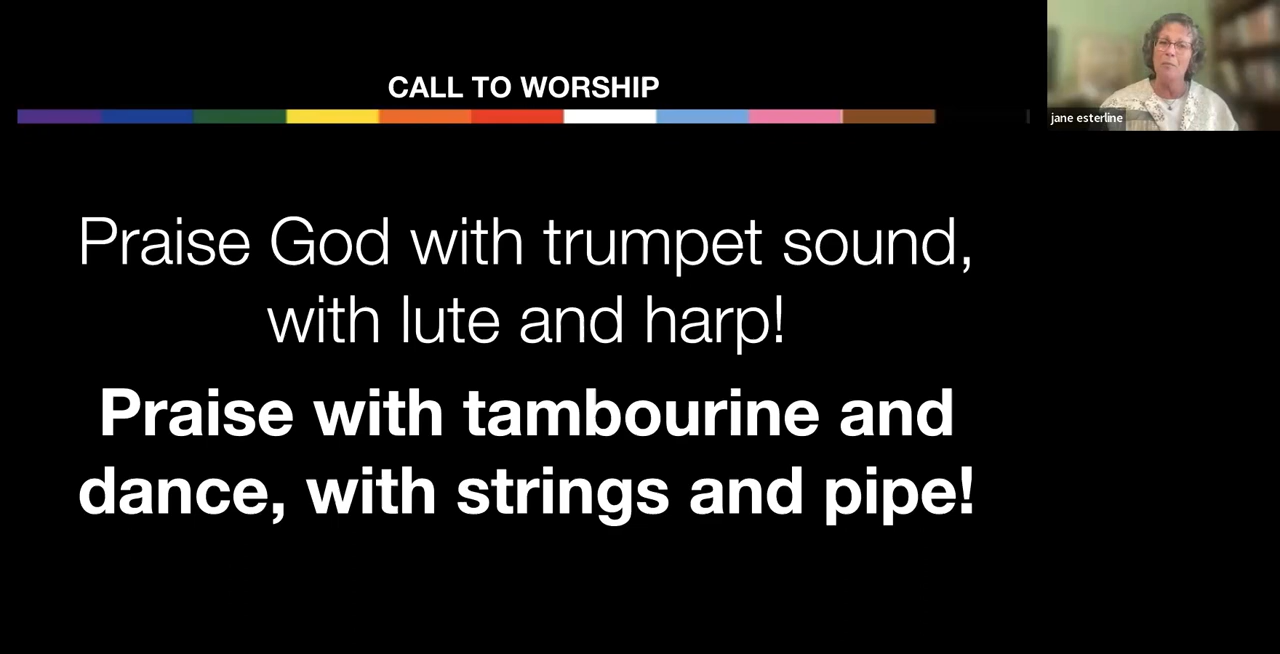 CALL TO WORSHIP
jane esterline
Praise God with trumpet sound,
with lute and harp!
Praise with tambourine and
dance, with strings and pipe!